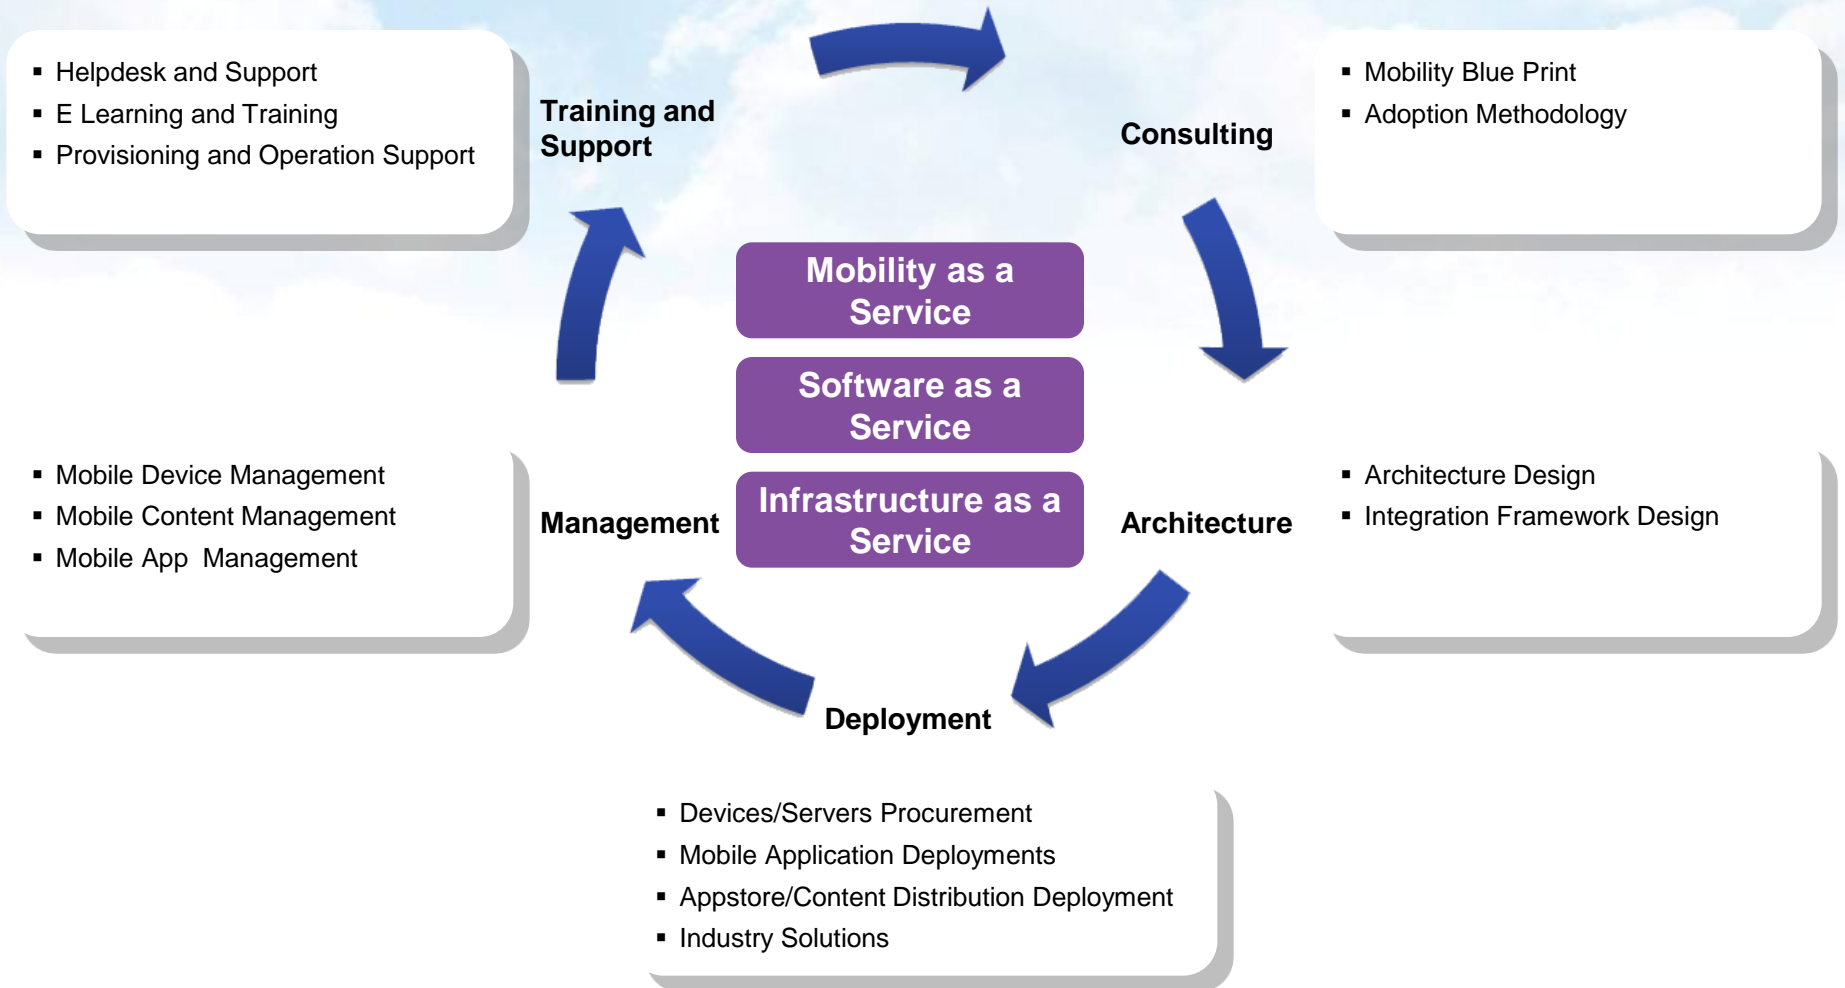 ▪ Helpdesk and Support
▪ E Learning and Training
▪ Provisioning and Operation Support
Training and
Support
Consulting
▪ Mobility Blue Print
▪ Adoption Methodology
Mobility as a
Service
Software as a
Service
Infrastructure as a
Service
▪ Mobile Device Management
▪ Mobile Content Management
▪ Mobile App  Management
Management
Architecture
▪ Architecture Design
▪ Integration Framework Design
Deployment
▪ Devices/Servers Procurement
▪ Mobile Application Deployments
▪ Appstore/Content Distribution Deployment
▪ Industry Solutions